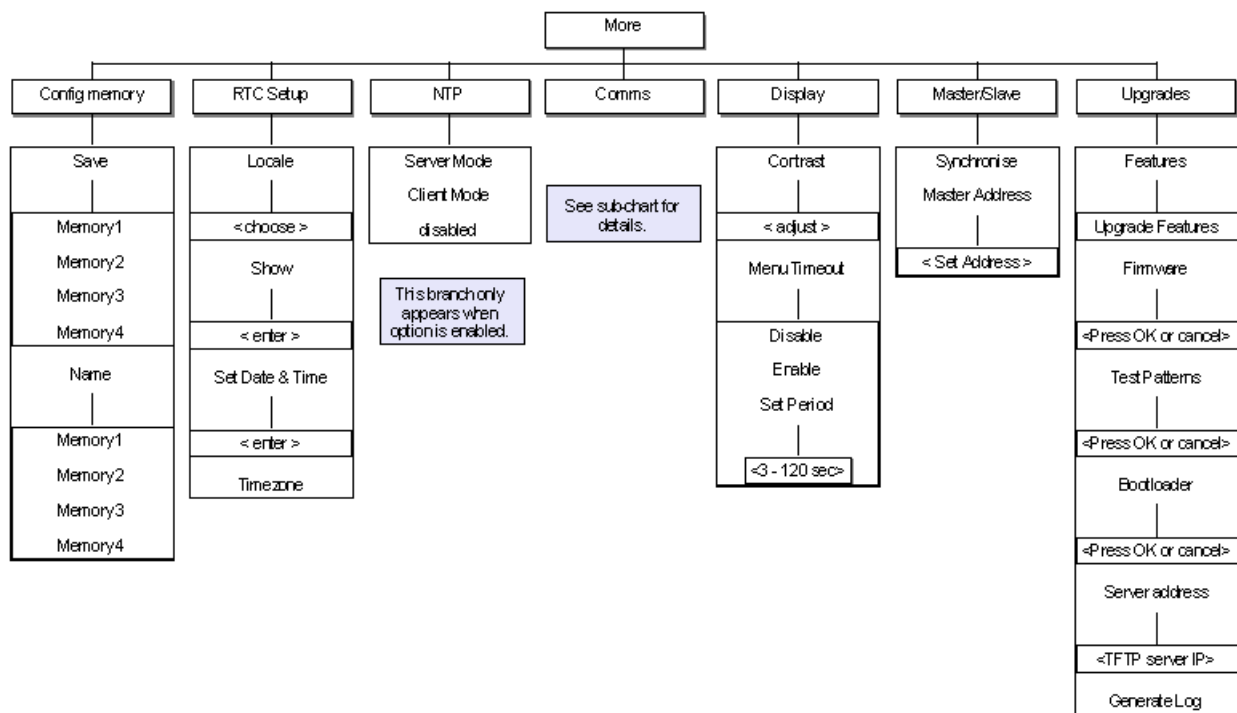 More
Config memory
RTC Setup
NTP
Comms
Display
Master/Slave
Upgrades
Save
Memory1
Memory2
Memory3
Memory4
Name
Memory1
Memory2
Memory3
Memory4
Locale
< choose >
Show
< enter >
Set Date & Time
< enter >
Timezone
Server Mode
Client Mode
disabled
This branch only
appears when
option is enabled.
See sub-chart for
details.
Cortrast
< adjust >
Menu Timeout
Disable
Enable
Set Period
<3 - 120 sec>
Synchronise
Master Address
< Set Address >
Features
Upgrade Features
Firmware
<Press OK or cancel>
Test Patterns
<Press OK or cancel>
Bootloader
<Press OK or cancel>
Server address
<TFTP server IP>
Generate Log